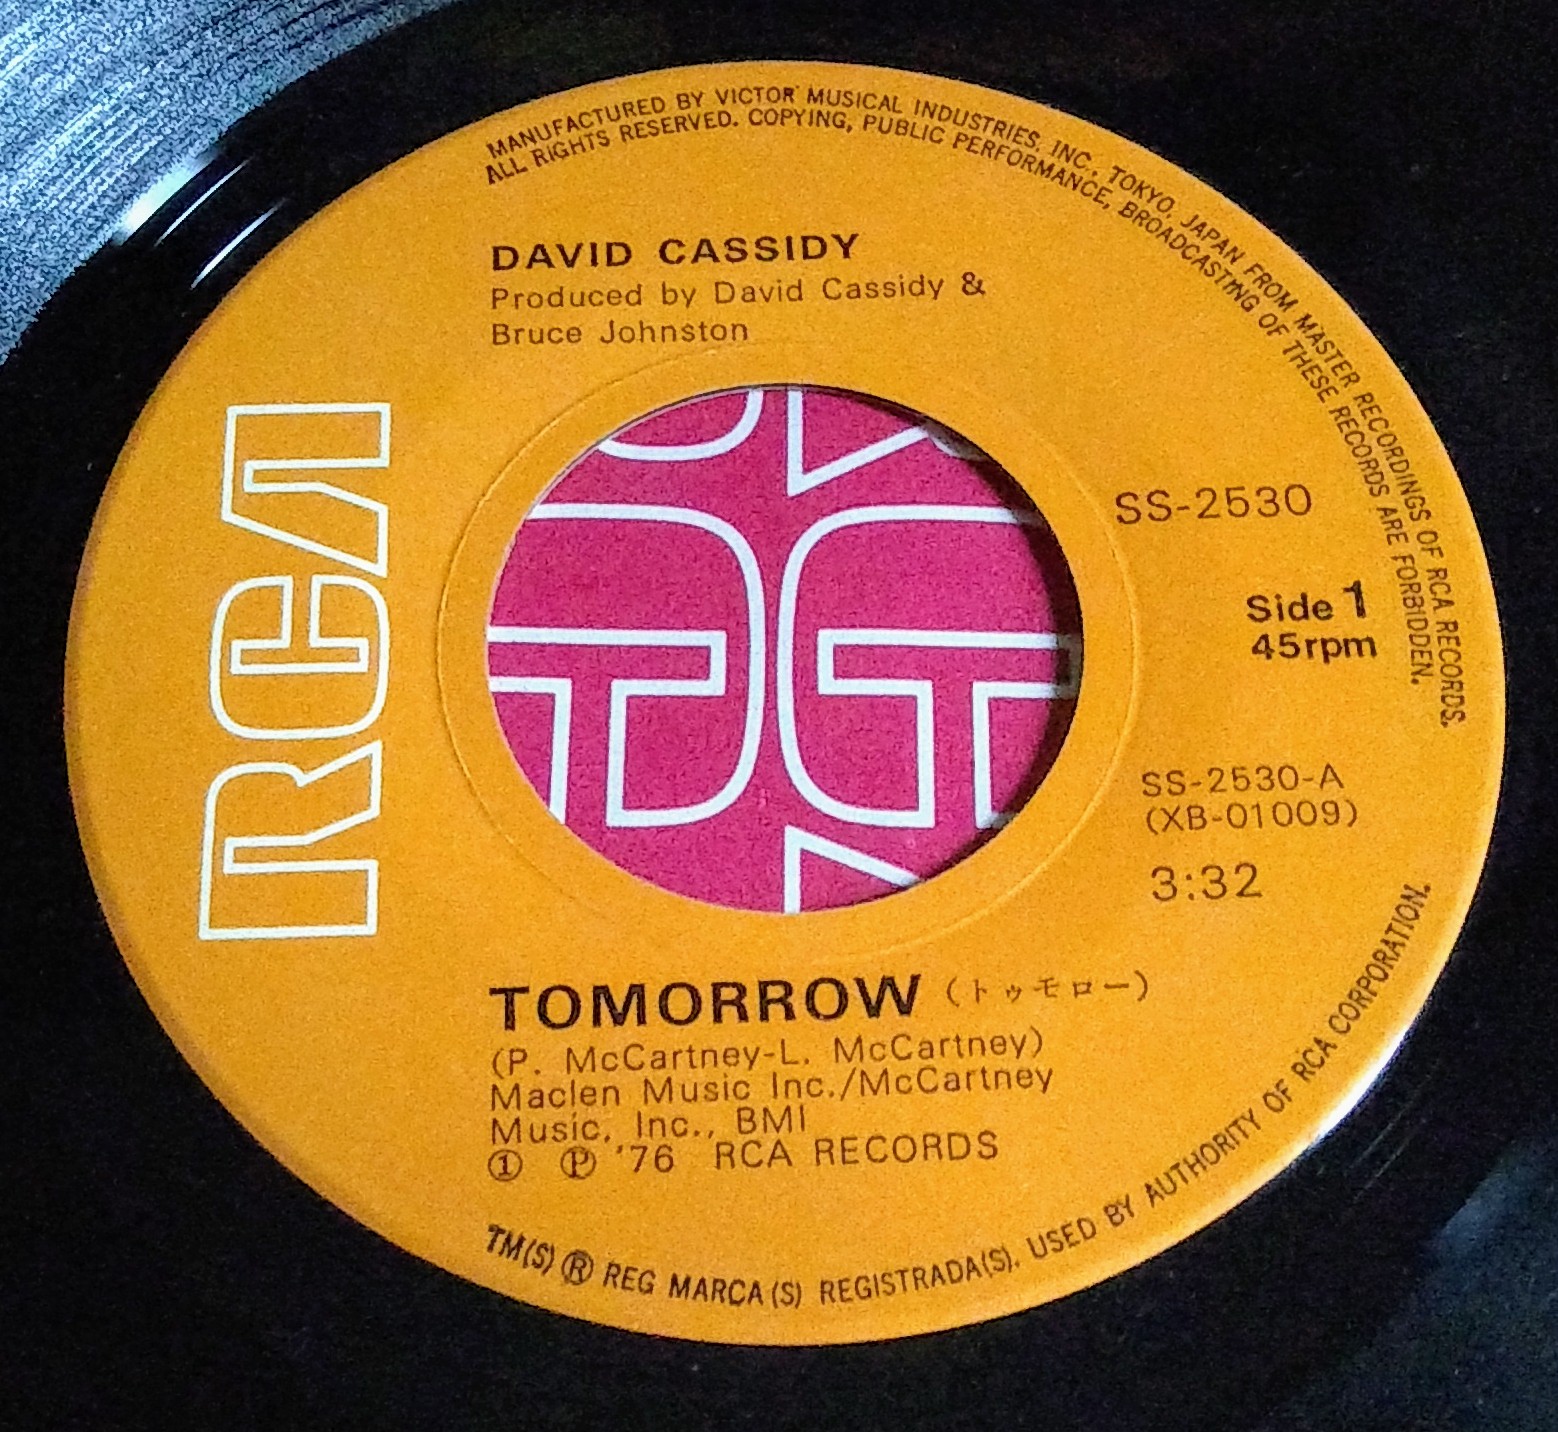 MANUFACTURED BY VICTOR MUSICAL INDUSTRIES, INC., TOKYO, JAPAN FROM MASTER RECORDINGS OF RCA RECORDS.
ALL RIGHTS RESERVED. COPYING, PUBLIC PERFORMANCE, BROADCASTING OF THESE RECORDS ARE FORBIDDEN.
DAVID CASSIDY
Produced by David Cassidy &
Bruce Johnston
RCA
SS-2530
Side 1
45rpm
SS-2530-A
(XB-01009)
3:32
TOMORROW (トゥモロー)
(P. McCartney-L. McCartney)
Maclen Music Inc./McCartney
Music, Inc., BMI
① Ⓟ '76 RCA RECORDS
TM(S) ® REG MARCA(S) REGISTRADA(S). USED BY AUTHORITY OF RCA CORPORATION.